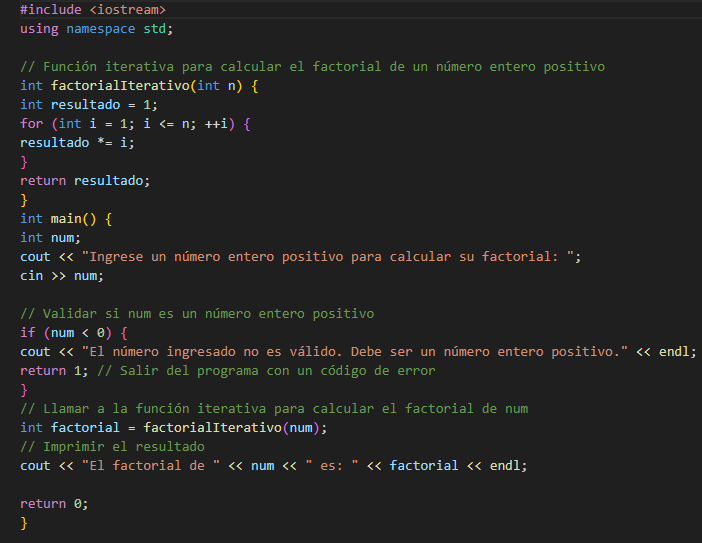 #include <iostream>
using namespace std;
// Función iterativa para calcular el factorial de un número entero positivo
int factorialIterativo(int n) {
int resultado = 1;
for (int i = 1; i <= n; ++i) {
resultado *= i;
}
return resultado;
}
int main() {
int num;
cout << "Ingrese un número entero positivo para calcular su factorial: ";
cin >> num;
// Validar si num es un número entero positivo
if (num < 0) {
cout << "El número ingresado no es válido. Debe ser un número entero positivo." << endl;
return 1; // Salir del programa con un código de error
}
// Llamar a la función iterativa para calcular el factorial de num
int factorial = factorialIterativo(num);
// Imprimir el resultado
cout << "El factorial de " << num << " es: " << factorial << endl;
return 0;
}